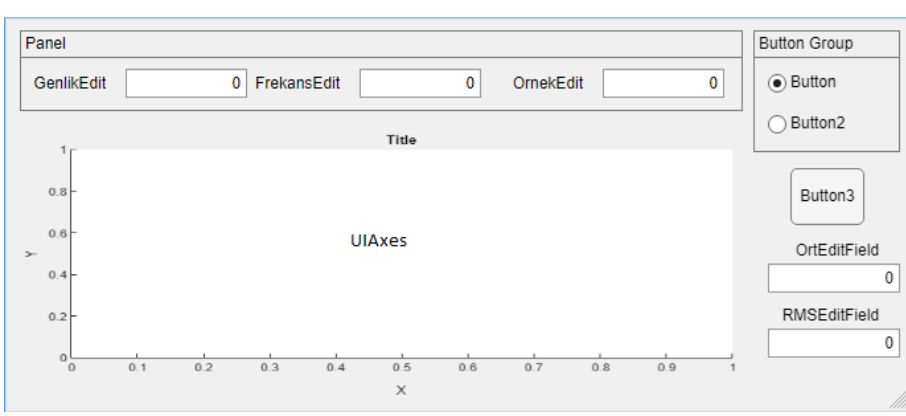 Panel
GenlikEdit 0 FrekansEdit 0 OrnekEdit 0
Button Group
Button
Button2
Title
1
0.8
0.6
0.4
0.2
0
Y
UIAxes
0 0.1 0.2 0.3 0.4 0.5 0.6 0.7 0.8 0.9 1
X
Button3
OrtEditField
0
RMSEditField
0